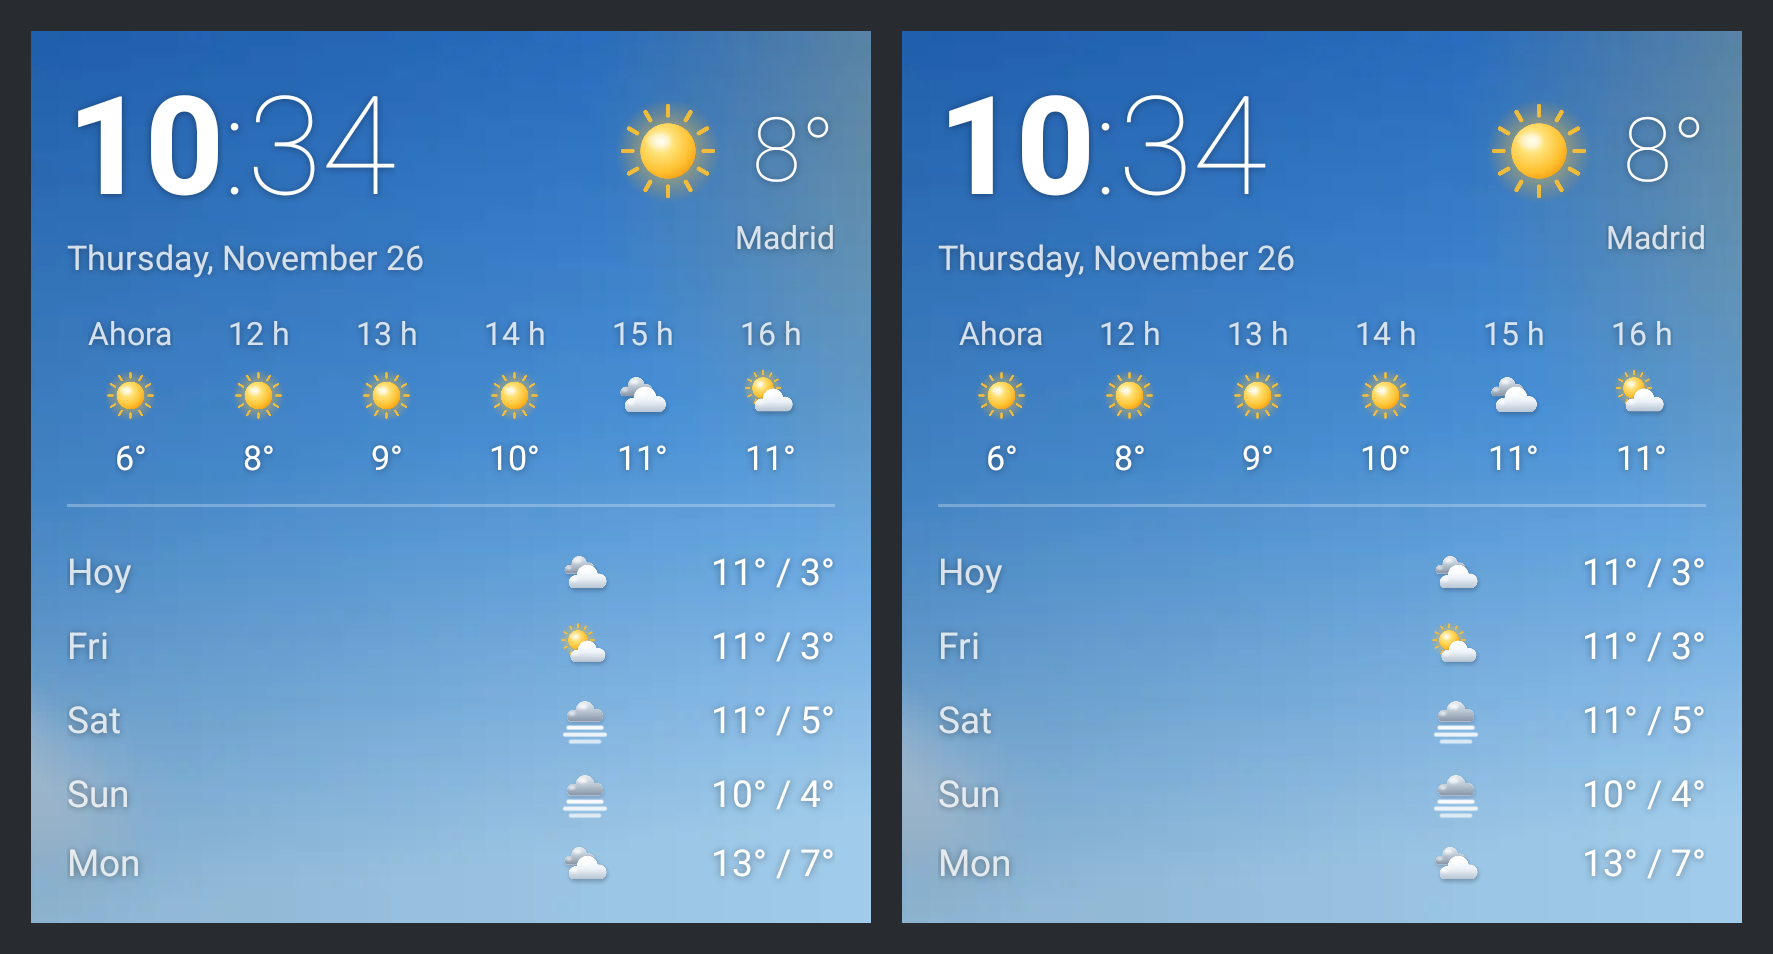 10:34
8°
Madrid
Thursday, November 26
Ahora 12 h 13 h 14 h 15 h 16 h
6° 8° 9° 10° 11° 11°
Hoy 11° / 3°
Fri 11° / 3°
Sat 11° / 5°
Sun 10° / 4°
Mon 13° / 7°
10:34
8°
Madrid
Thursday, November 26
Ahora 12 h 13 h 14 h 15 h 16 h
6° 8° 9° 10° 11° 11°
Hoy 11° / 3°
Fri 11° / 3°
Sat 11° / 5°
Sun 10° / 4°
Mon 13° / 7°